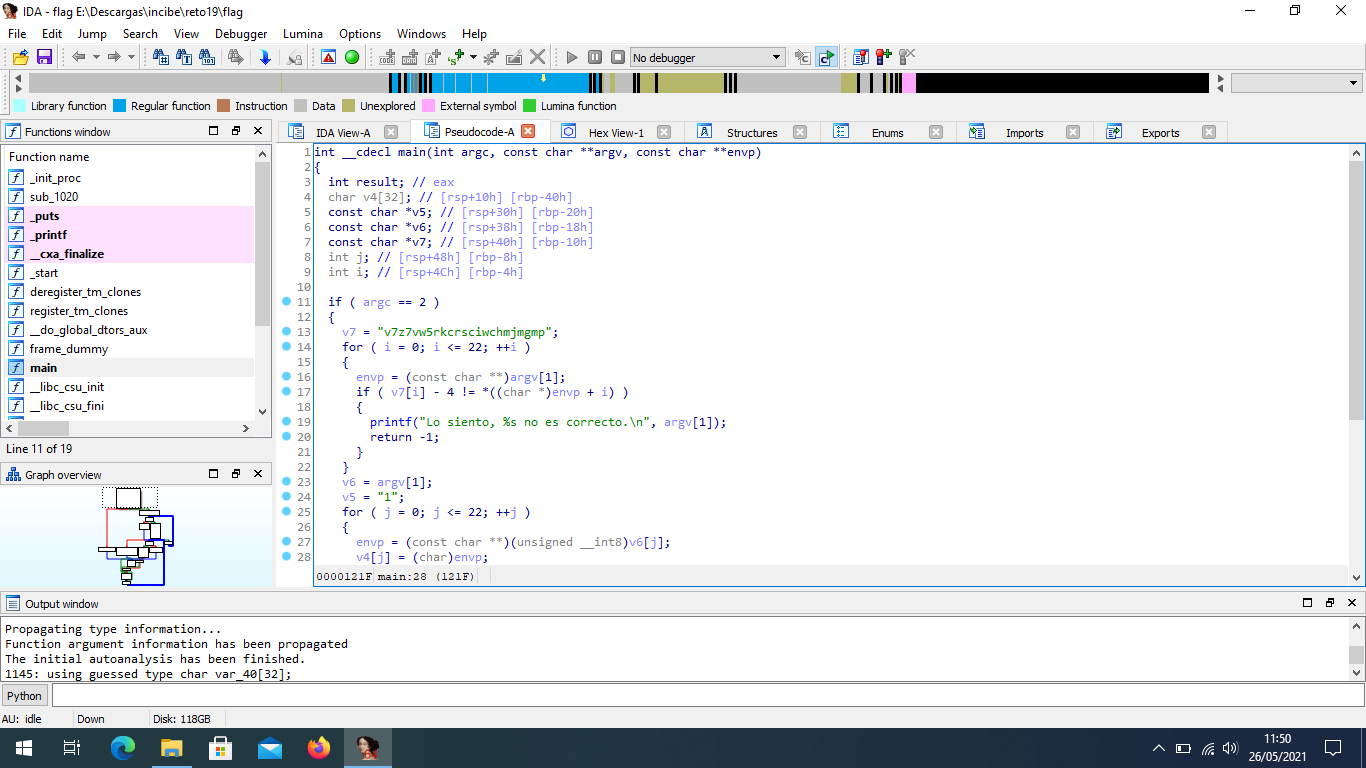 IDA - flag E:\Descargas\incibe\reto19\flag
File Edit Jump Search View Debugger Lumina Options Windows Help
No debugger
Library function Regular function Instruction Data Unexplored External symbol Lumina function
Functions window
IDA View-A Pseudocode-A Hex View-1 Structures Enums Imports Exports
Function name
_init_proc
sub_1020
_puts
_printf
__cxa_finalize
_start
deregister_tm_clones
register_tm_clones
__do_global_dtors_aux
frame_dummy
main
__libc_csu_init
__libc_csu_fini
Line 11 of 19
Graph overview
1 int __cdecl main(int argc, const char **argv, const char **envp)
2 {
3 int result; // eax
4 char v4[32]; // [rsp+10h] [rbp-40h]
5 const char *v5; // [rsp+30h] [rbp-20h]
6 const char *v6; // [rsp+38h] [rbp-18h]
7 const char *v7; // [rsp+40h] [rbp-10h]
8 int j; // [rsp+48h] [rbp-8h]
9 int i; // [rsp+4Ch] [rbp-4h]
10
11 if ( argc == 2 )
12 {
13 v7 = "v7z7vw5rkcrsciwchmjmgmp";
14 for ( i = 0; i <= 22; ++i )
15 {
16 envp = (const char **)argv[1];
17 if ( v7[i] - 4 != *((char *)envp + i) )
18 {
19 printf("Lo siento, %s no es correcto.\n", argv[1]);
20 return -1;
21 }
22 }
23 v6 = argv[1];
24 v5 = "1";
25 for ( j = 0; j <= 22; ++j )
26 {
27 envp = (const char **)(unsigned __int8)v6[j];
28 v4[j] = (char)envp;
0000121F main:28 (121F)
Output window
Propagating type information...
Function argument information has been propagated
The initial autoanalysis has been finished.
1145: using guessed type char var_40[32];
Python
AU: idle Down Disk: 118GB
11:50
26/05/2021